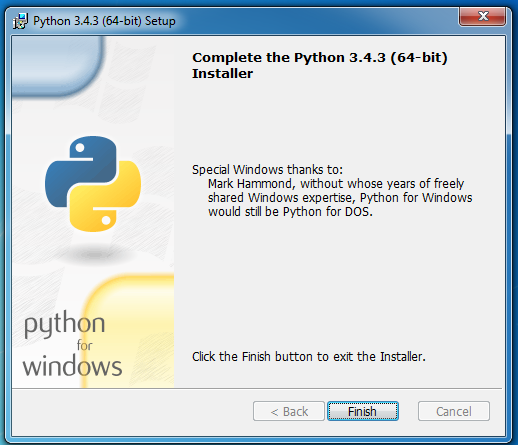 Python 3.4.3 (64-bit) Setup
Complete the Python 3.4.3 (64-bit)
Installer
Special Windows thanks to:
Mark Hammond, without whose years of freely
shared Windows expertise, Python for Windows
would still be Python for DOS.
python
for
windows
Click the Finish button to exit the Installer.
< Back
Finish
Cancel